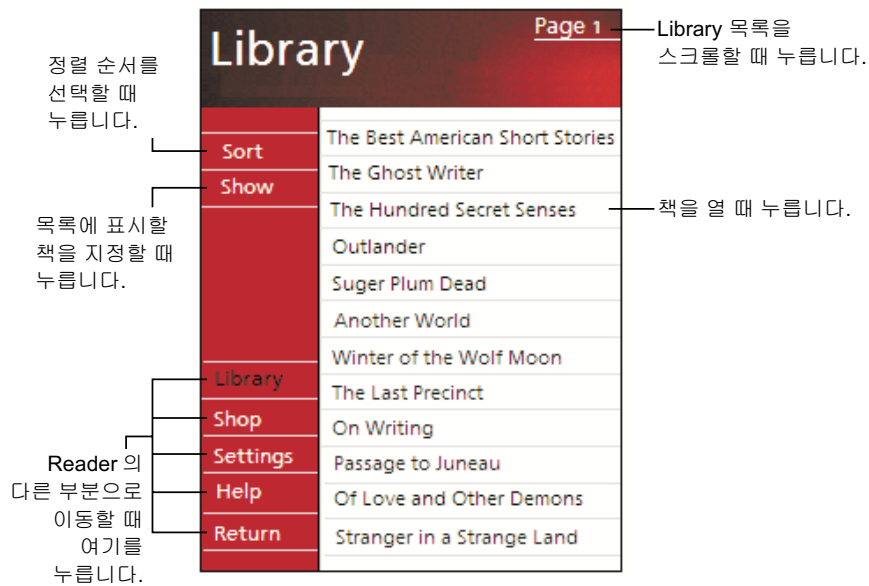 Library
Page 1
Library 목록을
스크롤할 때 누릅니다.
정렬 순서를
선택할 때
누릅니다.
Sort
Show
목록에 표시할
책을 지정할 때
누릅니다.
The Best American Short Stories
The Ghost Writer
The Hundred Secret Senses
책을 열 때 누릅니다.
Outlander
Suger Plum Dead
Another World
Winter of the Wolf Moon
The Last Precinct
On Writing
Passage to Juneau
Of Love and Other Demons
Stranger in a Strange Land
Library
Shop
Settings
Help
Return
Reader 의
다른 부분으로
이동할 때
여기를
누릅니다.